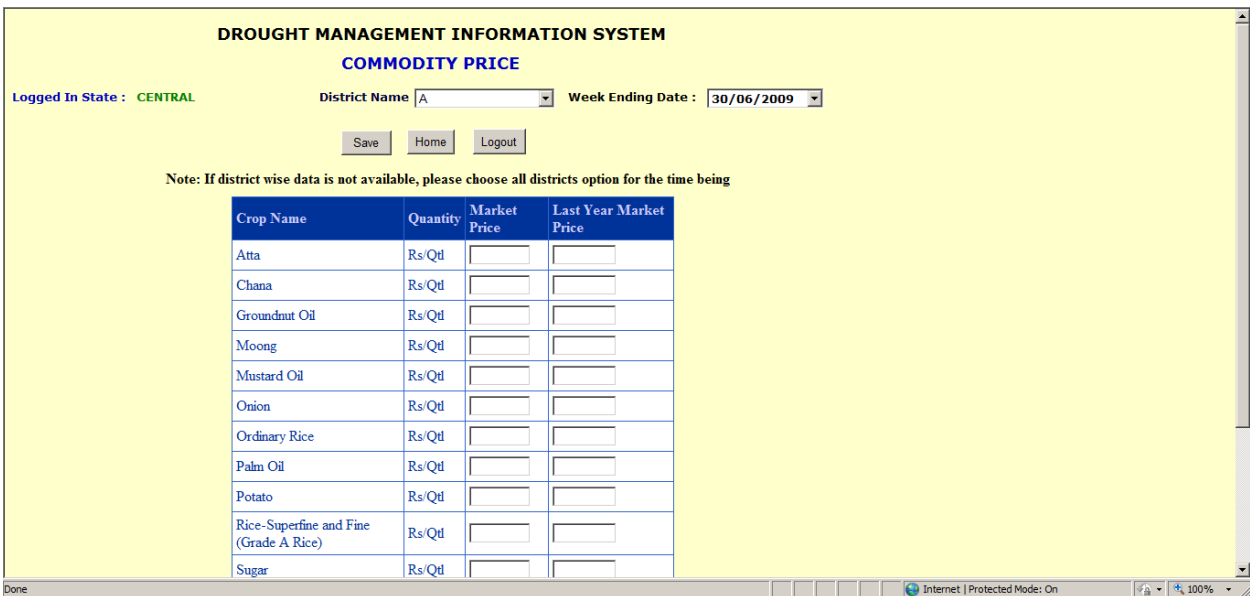 DROUGHT MANAGEMENT INFORMATION SYSTEM
COMMODITY PRICE
Logged In State : CENTRAL District Name A Week Ending Date : 30/06/2009
Save Home Logout
Note: If district wise data is not available, please choose all districts option for the time being
Crop Name Quantity Market Price Last Year Market Price
Atta Rs/Qtl
Chana Rs/Qtl
Groundnut Oil Rs/Qtl
Moong Rs/Qtl
Mustard Oil Rs/Qtl
Onion Rs/Qtl
Ordinary Rice Rs/Qtl
Palm Oil Rs/Qtl
Potato Rs/Qtl
Rice-Superfine and Fine
(Grade A Rice) Rs/Qtl
Sugar Rs/Qtl
Done Internet | Protected Mode: On 100%